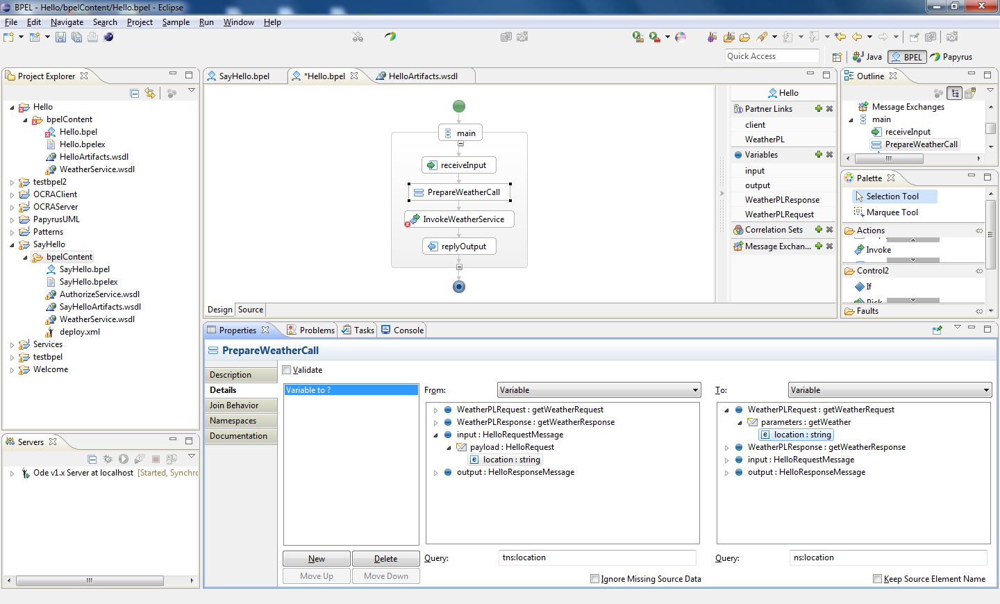 BPEL - Hello/bpelContent/Hello.bpel - Eclipse
File Edit Navigate Search Project Sample Run Window Help
Quick Access
Java BPEL Papyrus
Project Explorer
Hello
bpelContent
Hello.bpel
Hello.bpelex
HelloArtifacts.wsdl
WeatherService.wsdl
testbpel2
OCRAClient
OCRAServer
PapyrusUML
Patterns
SayHello
bpelContent
SayHello.bpel
SayHello.bpelex
AuthorizeService.wsdl
SayHelloArtifacts.wsdl
WeatherService.wsdl
deploy.xml
Services
testbpel
Welcome
Servers
Ode v1.x Server at localhost [Started, Synchro
SayHello.bpel *Hello.bpel HelloArtifacts.wsdl
main
receiveInput
PrepareWeatherCall
InvokeWeatherService
replyOutput
Hello
Partner Links
client
WeatherPL
Variables
input
output
WeatherPLResponse
WeatherPLRequest
Correlation Sets
Message Exchan...
Design Source
Outline
Message Exchanges
main
receiveInput
PrepareWeatherCall
Palette
Selection Tool
Marquee Tool
Actions
Invoke
Control2
If
Pick
Faults
Properties Problems Tasks Console
PrepareWeatherCall
Description
Details
Join Behavior
Namespaces
Documentation
Validate
Variable to ?
New Delete
Move Up Move Down
From: Variable
WeatherPLRequest : getWeatherRequest
WeatherPLResponse : getWeatherResponse
input : HelloRequestMessage
payload : HelloRequest
location : string
output : HelloResponseMessage
Query: tns:location
Ignore Missing Source Data
To: Variable
WeatherPLRequest : getWeatherRequest
parameters : getWeather
location : string
WeatherPLResponse : getWeatherResponse
input : HelloRequestMessage
output : HelloResponseMessage
Query: ns:location
Keep Source Element Name